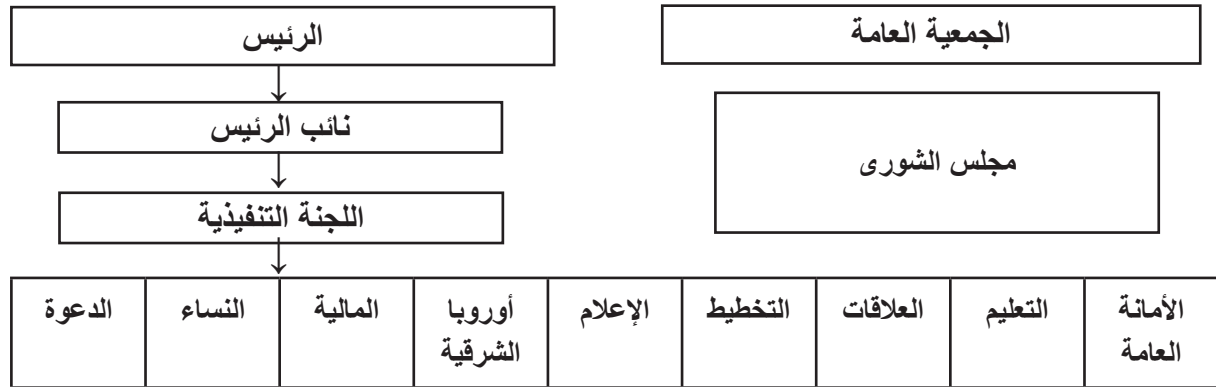 الجمعية العامة
الرئيس
نائب الرئيس
مجلس الشورى
اللجنة التنفيذية
الأمانة العامة
التعليم
العلاقات
التخطيط
الإعلام
أوروبا الشرقية
المالية
النساء
الدعوة